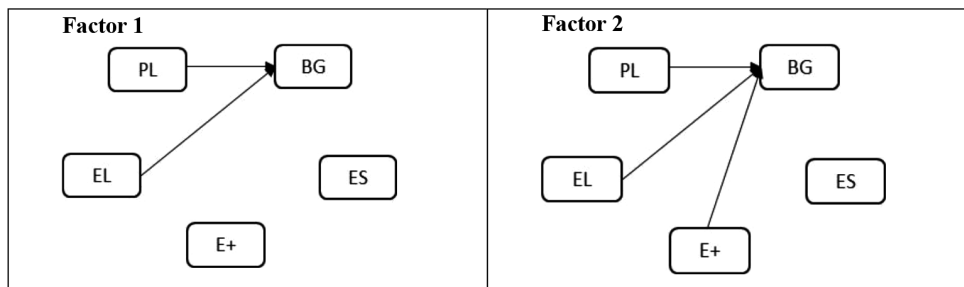 Factor 1
PL
BG
EL
ES
E+
Factor 2
PL
BG
EL
ES
E+